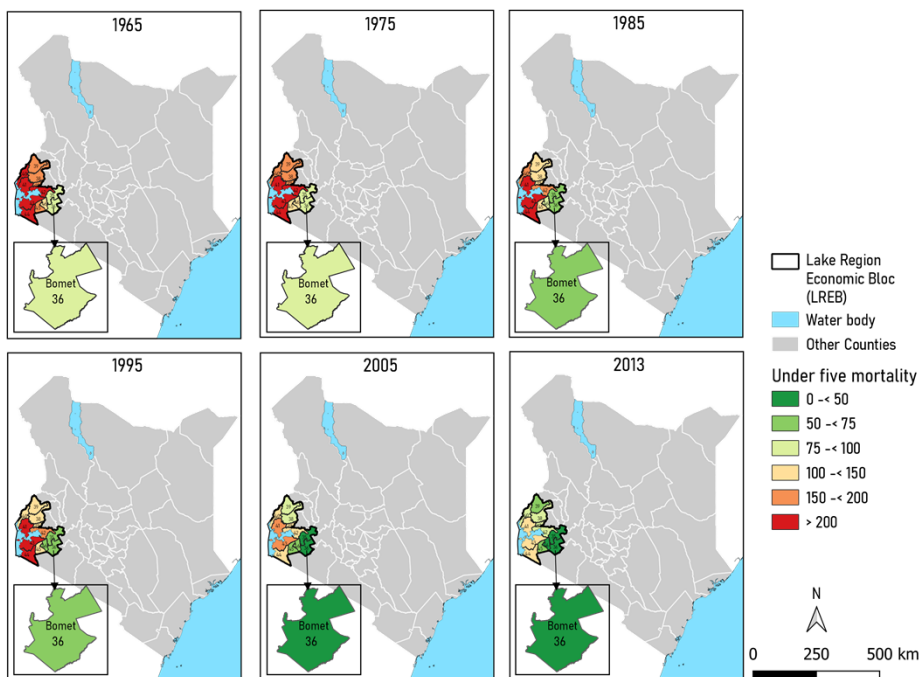 1965
1975
1985
Bomet
36
Bomet
36
Bomet
36
1995
2005
2013
Bomet
36
Bomet
36
Bomet
36
Lake Region
Economic Bloc
(LREB)
Water body
Other Counties
Under five mortality
0 -< 50
50 -< 75
75 -< 100
100 -< 150
150 -< 200
> 200
N
0 250 500 km